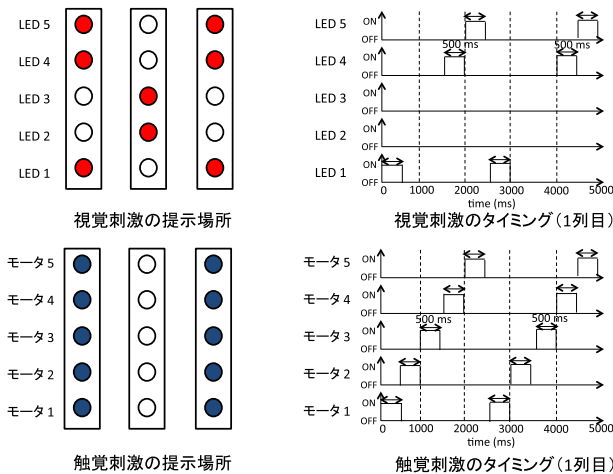 LED 5
LED 4
LED 3
LED 2
LED 1
視覚刺激の提示場所
LED 5
ON
OFF
LED 4
ON
OFF
500 ms
500 ms
LED 3
ON
OFF
LED 2
ON
OFF
LED 1
ON
OFF
0 1000 2000 3000 4000 5000
time (ms)
視覚刺激のタイミング(1列目)
モータ5
モータ4
モータ3
モータ2
モータ1
触覚刺激の提示場所
モータ5
ON
OFF
モータ4
ON
OFF
モータ3
ON
OFF
500 ms
500 ms
モータ2
ON
OFF
モータ1
ON
OFF
0 1000 2000 3000 4000 5000
time (ms)
触覚刺激のタイミング(1列目)